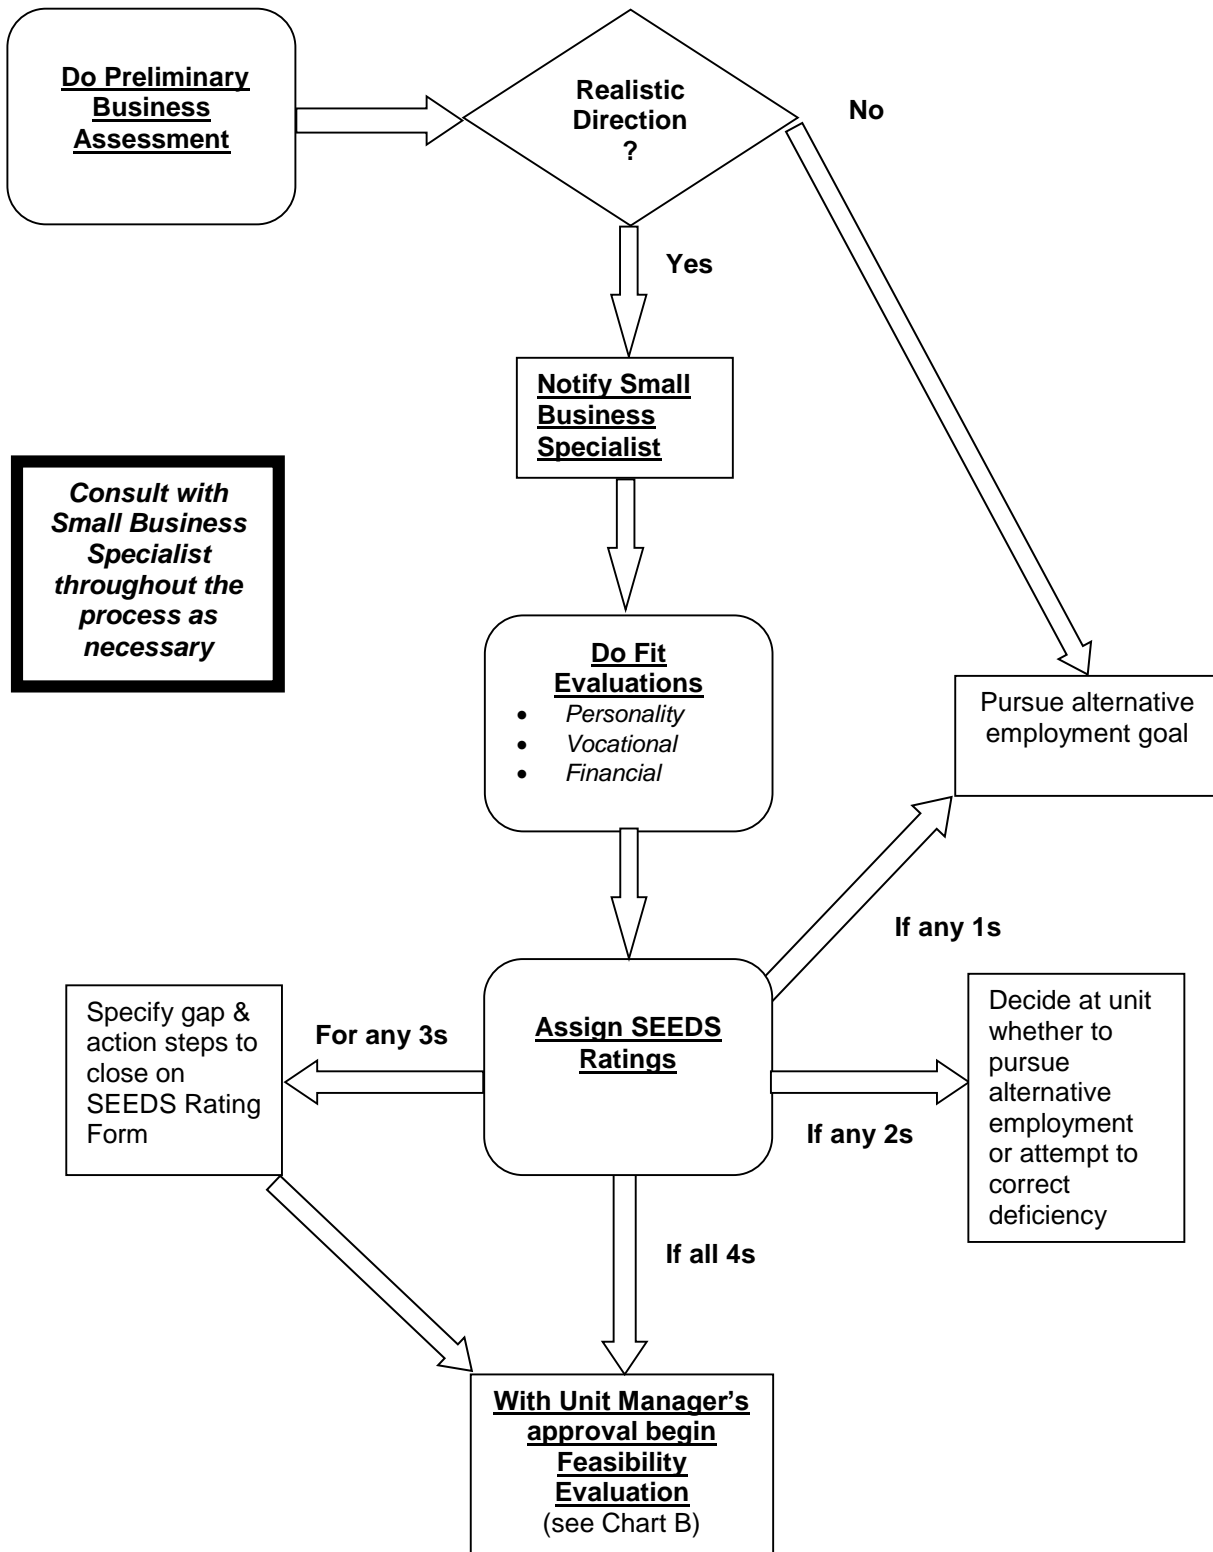 Do Preliminary
Business
Assessment
Realistic
Direction
?
No
Yes
Notify Small
Business
Specialist
Consult with
Small Business
Specialist
throughout the
process as
necessary
Do Fit
Evaluations
• Personality
• Vocational
• Financial
Pursue alternative
employment goal
If any 1s
Assign SEEDS
Ratings
For any 3s
Specify gap &
action steps to
close on
SEEDS Rating
Form
If any 2s
Decide at unit
whether to
pursue
alternative
employment
or attempt to
correct
deficiency
If all 4s
With Unit Manager’s
approval begin
Feasibility
Evaluation
(see Chart B)